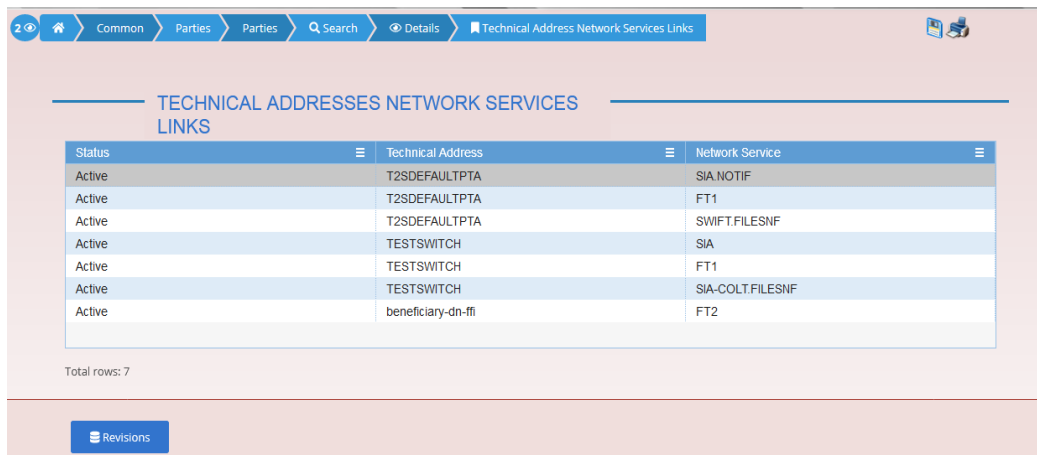 2 Common Parties Parties Search Details Technical Address Network Services Links
TECHNICAL ADDRESSES NETWORK SERVICES
LINKS
Status Technical Address Network Service
Active T2SDEFAULTPTA SIA.NOTIF
Active T2SDEFAULTPTA FT1
Active T2SDEFAULTPTA SWIFT.FILESNF
Active TESTSWITCH SIA
Active TESTSWITCH FT1
Active TESTSWITCH SIA-COLT.FILESNF
Active beneficiary-dn-ffi FT2
Total rows: 7
Revisions